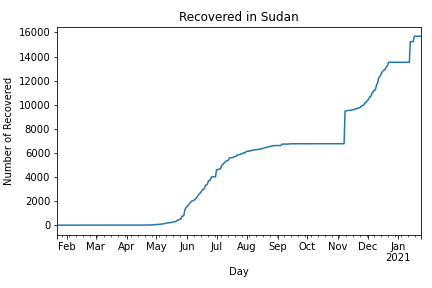 Recovered in Sudan
16000
14000
12000
10000
8000
6000
4000
2000
0
Number of Recovered
Feb Mar Apr May Jun Jul Aug Sep Oct Nov Dec Jan
2021
Day